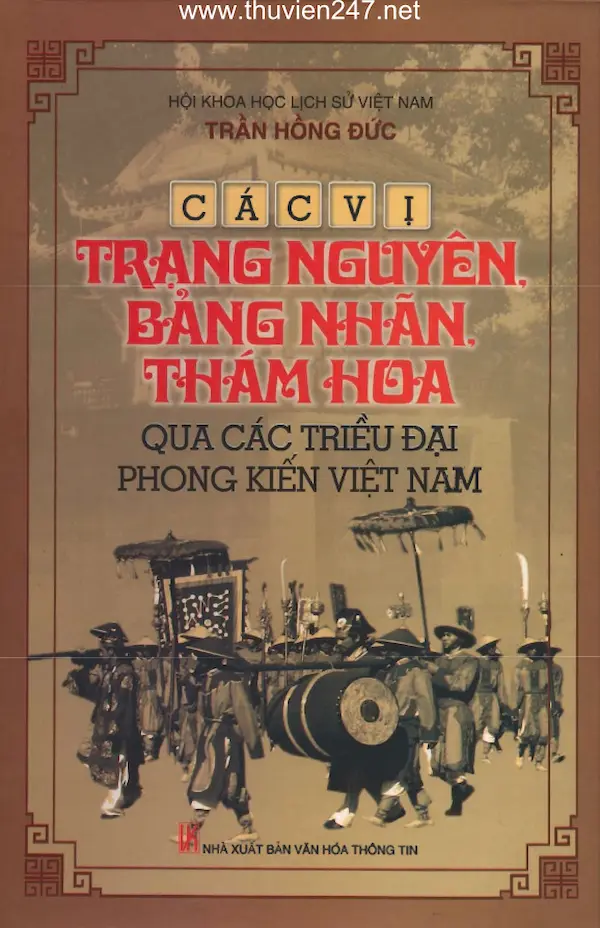 www.thuvien247.net
HỘI KHOA HỌC LỊCH SỬ VIỆT NAM
TRẦN HỒNG ĐỨC
CÁC VỊ
TRẠNG NGUYÊN,
BẢNG NHÃN,
THÁM HOA
QUA CÁC TRIỀU ĐẠI
PHONG KIẾN VIỆT NAM
NHÀ XUẤT BẢN VĂN HÓA THÔNG TIN